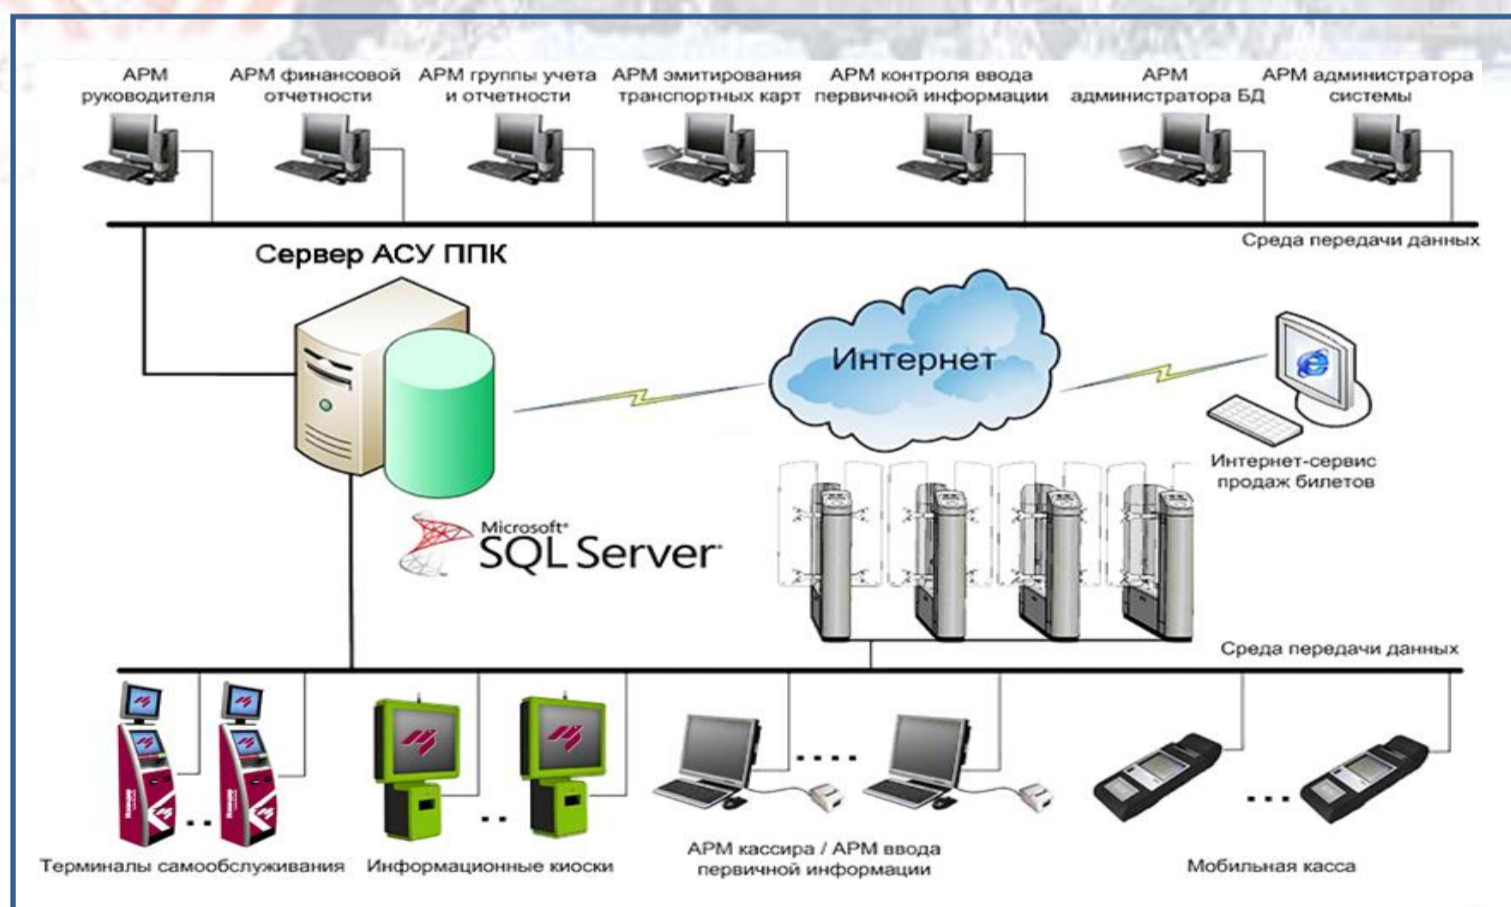 АРМ
руководителя
АРМ финансовой
отчетности
АРМ группы учета
и отчетности
АРМ эмитирования
транспортных карт
АРМ контроля ввода
первичной информации
АРМ
администратора БД
АРМ администратора
системы
Среда передачи данных
Сервер АСУ ППК
Интернет
Интернет-сервис
продаж билетов
Microsoft®
SQL Server
Среда передачи данных
Терминалы самообслуживания
Информационные киоски
АРМ кассира / АРМ ввода
первичной информации
Мобильная касса